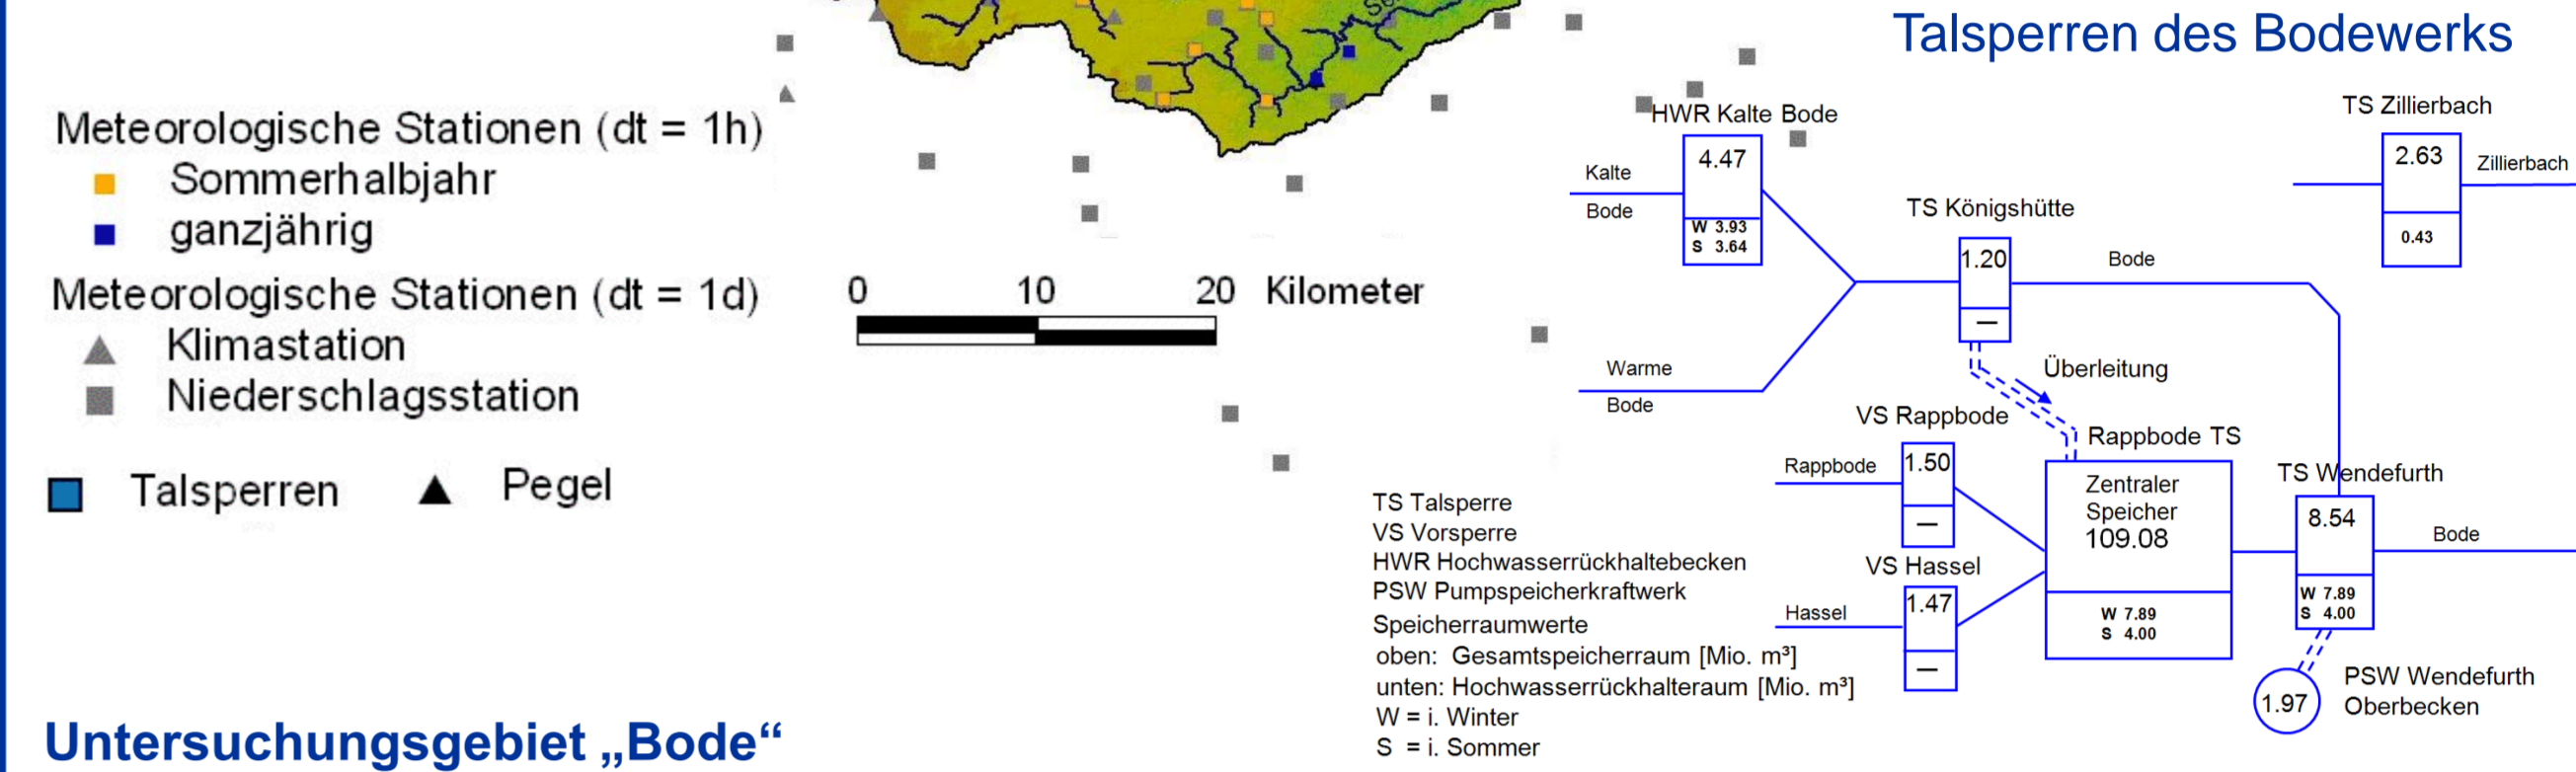 Talsperren des Bodewerks
Meteorologische Stationen (dt = 1h)
Sommerhalbjahr
ganzjährig
Meteorologische Stationen (dt = 1d)
Klimastation
Niederschlagsstation
Talsperren
Pegel
0 10 20 Kilometer
Untersuchungsgebiet „Bode“
HWR Kalte Bode
4.47
W 3.93
S 3.64
Kalte
Bode
Warme
Bode
TS Königshütte
1.20
—
Bode
TS Zillierbach
2.63
0.43
Zillierbach
Überleitung
VS Rappbode
Rappbode
1.50
—
VS Hassel
Hassel
1.47
—
Rappbode TS
Zentraler
Speicher
109.08
W 7.89
S 4.00
TS Wendefurth
8.54
W 7.89
S 4.00
Bode
PSW Wendefurth
Oberbecken
1.97
TS Talsperre
VS Vorsperre
HWR Hochwasserrückhaltebecken
PSW Pumpspeicherkraftwerk
Speicherraumwerte
oben: Gesamtspeicherraum [Mio. m³]
unten: Hochwasserrückhalteraum [Mio. m³]
W = i. Winter
S = i. Sommer